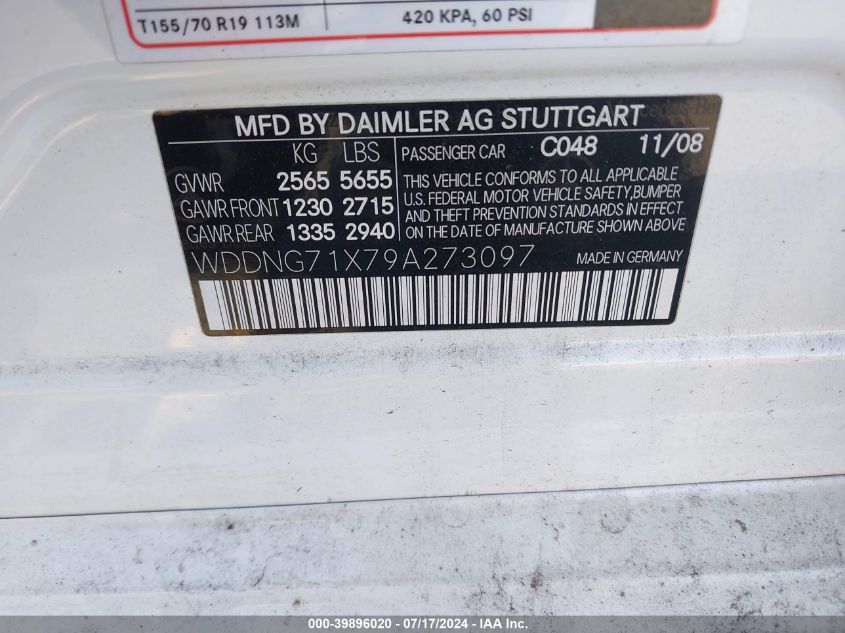 T155/70 R19 113M 420 KPA, 60 PSI
MFD BY DAIMLER AG STUTTGART
KG LBS PASSENGER CAR C048 11/08
GVWR 2565 5655
GAWR FRONT 1230 2715
GAWR REAR 1335 2940
THIS VEHICLE CONFORMS TO ALL APPLICABLE
U.S. FEDERAL MOTOR VEHICLE SAFETY,BUMPER
AND THEFT PREVENTION STANDARDS IN EFFECT
ON THE DATE OF MANUFACTURE SHOWN ABOVE
WDDNG71X79A273097 MADE IN GERMANY
000-39896020 - 07/17/2024 - IAAI.COM